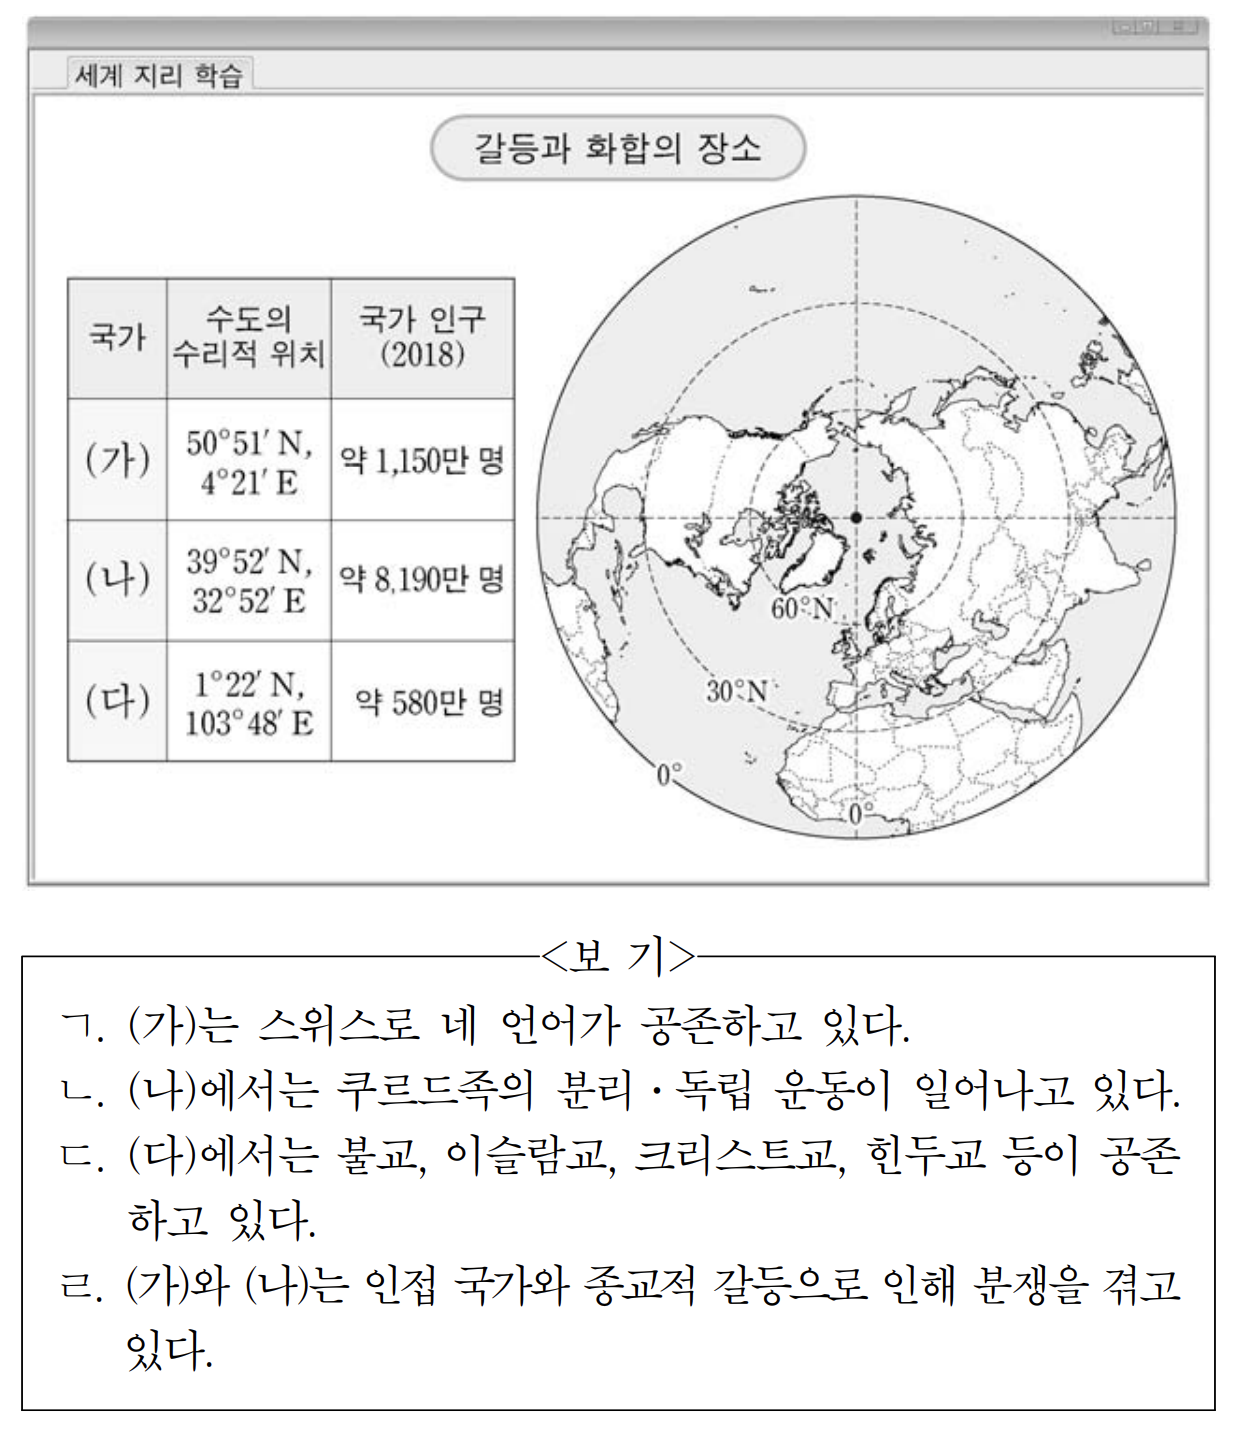 세계 지리 학습
갈등과 화합의 장소
국가 수도의 수리적 위치 국가 인구 (2018)
(가) 50°51′ N, 4°21′ E 약 1,150만 명
(나) 39°52′ N, 32°52′ E 약 8,190만 명
(다) 1°22′ N, 103°48′ E 약 580만 명
60°N
30°N
0°
0°
<보 기>
ㄱ. (가)는 스위스로 네 언어가 공존하고 있다.
ㄴ. (나)에서는 쿠르드족의 분리·독립 운동이 일어나고 있다.
ㄷ. (다)에서는 불교, 이슬람교, 크리스트교, 힌두교 등이 공존
하고 있다.
ㄹ. (가)와 (나)는 인접 국가와 종교적 갈등으로 인해 분쟁을 겪고
있다.